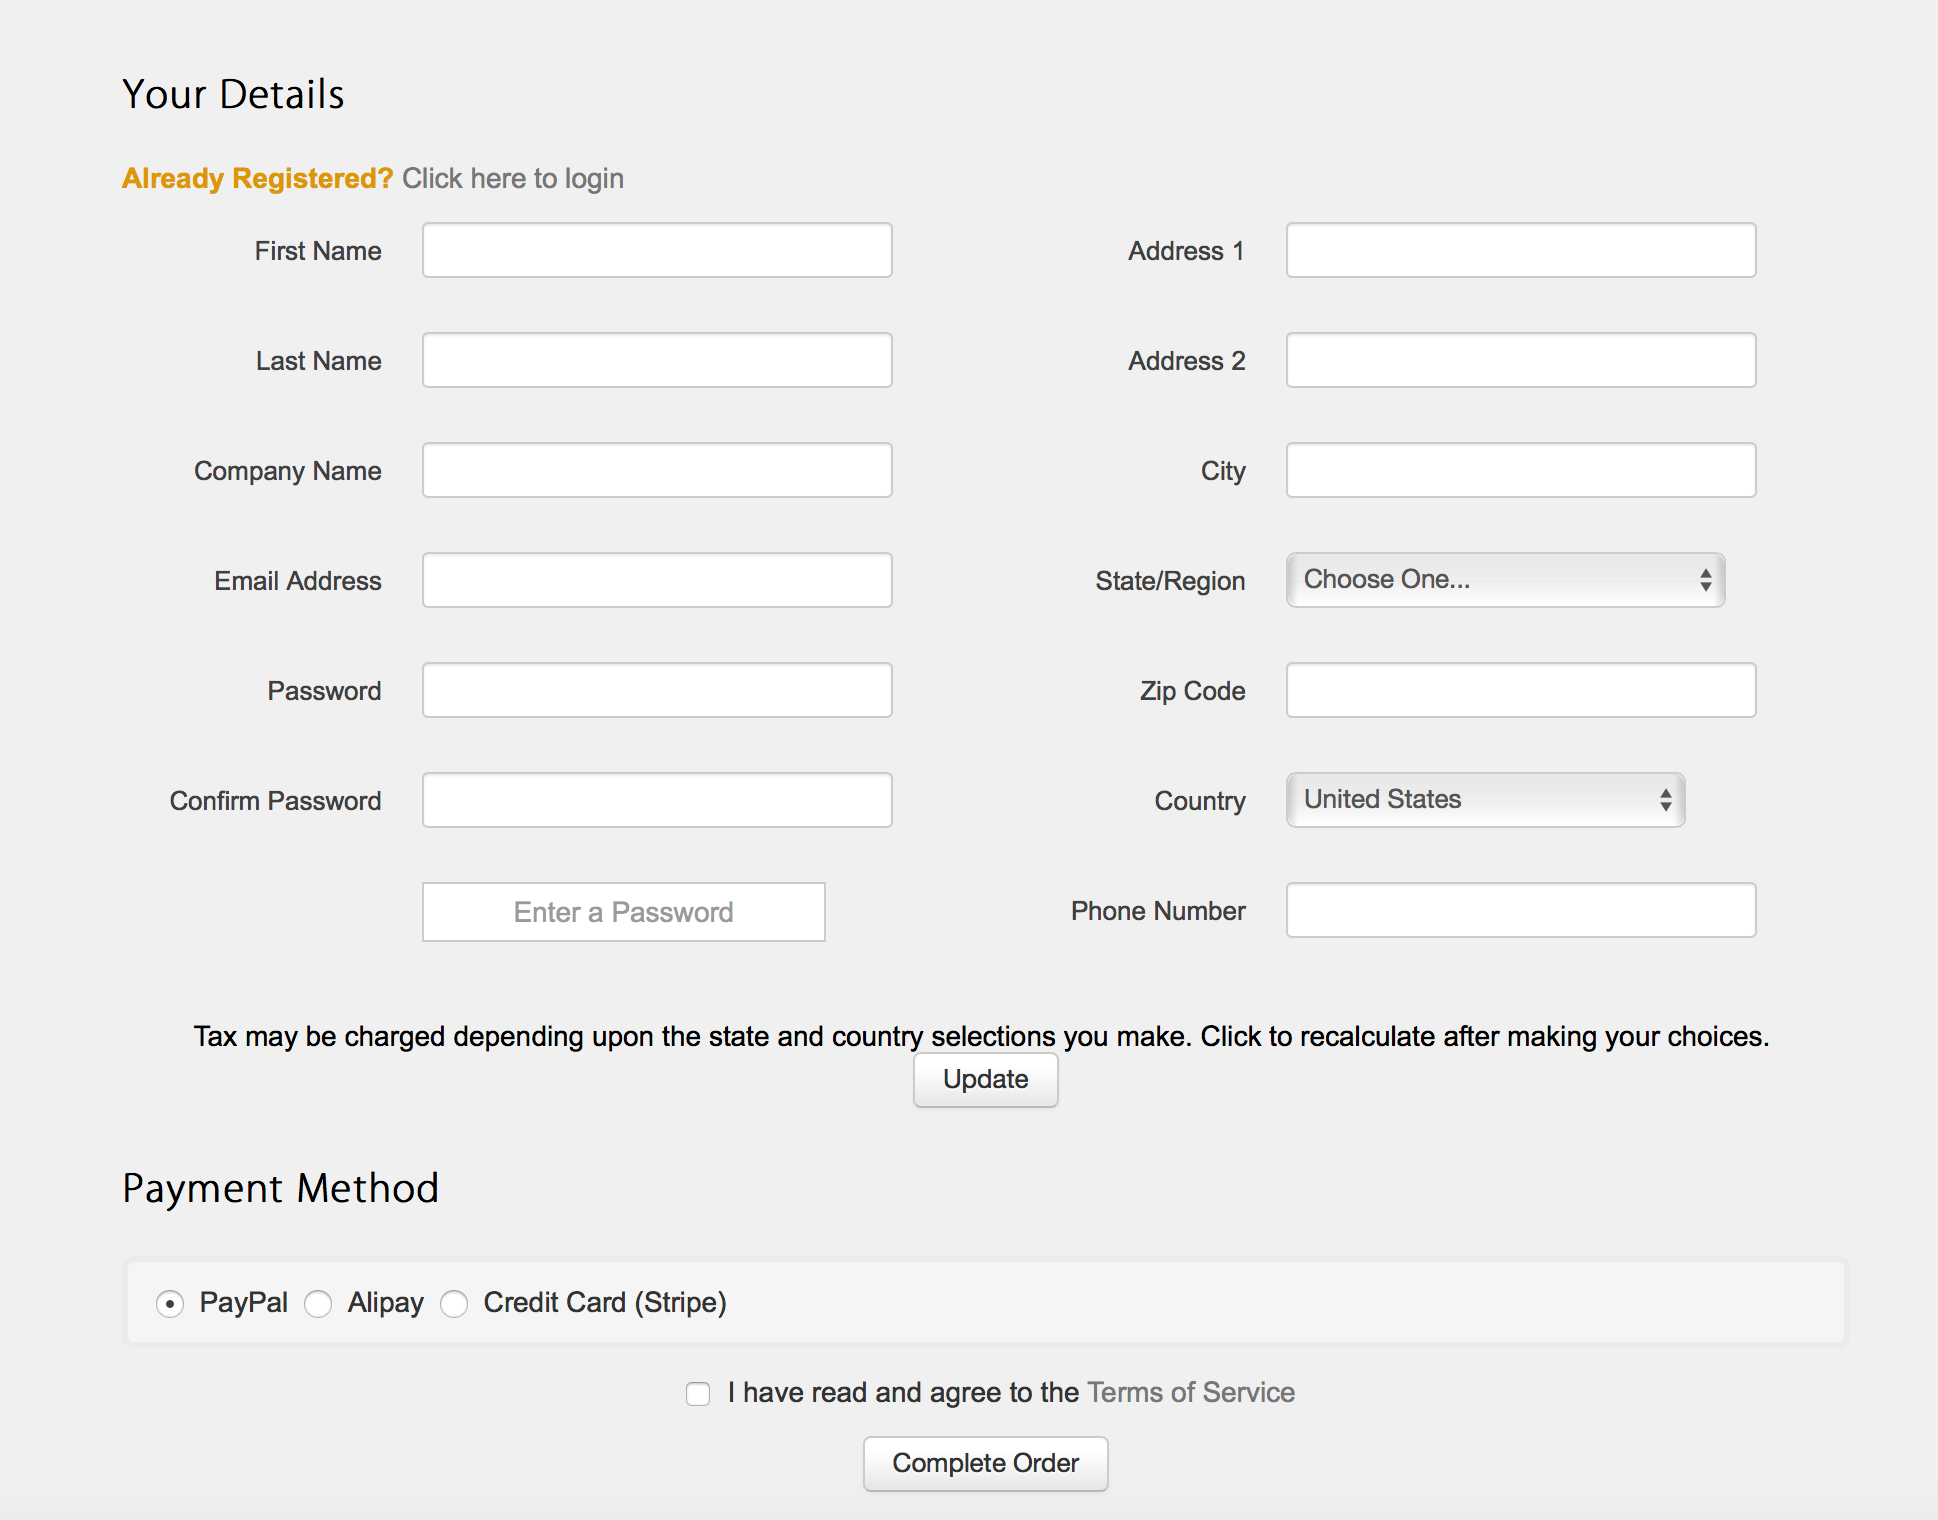 Your Details
Already Registered? Click here to login
First Name
Last Name
Company Name
Email Address
Password
Confirm Password
Enter a Password
Address 1
Address 2
City
State/Region
Choose One...
Zip Code
Country
United States
Phone Number
Tax may be charged depending upon the state and country selections you make. Click to recalculate after making your choices.
Update
Payment Method
PayPal Alipay Credit Card (Stripe)
I have read and agree to the Terms of Service
Complete Order